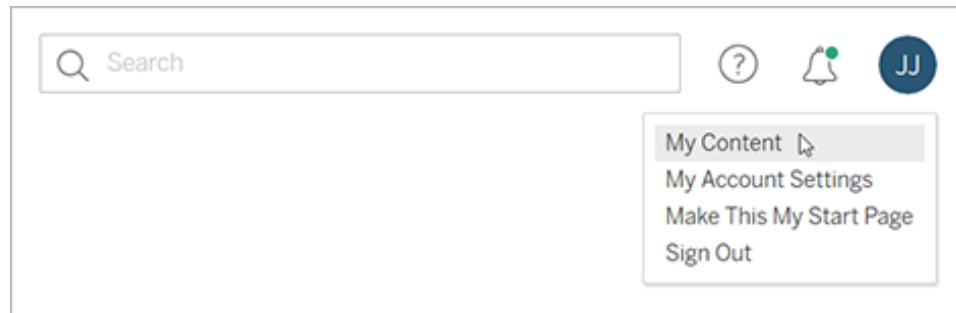 Search
?
JJ
My Content
My Account Settings
Make This My Start Page
Sign Out